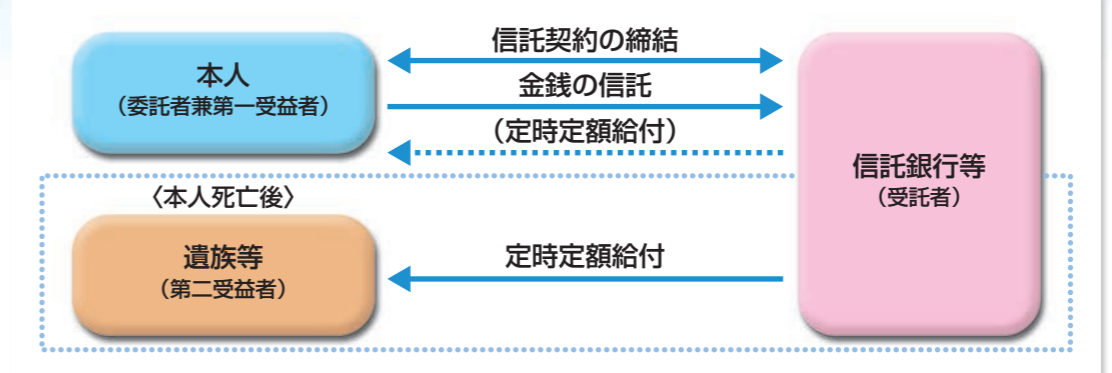 信託契約の締結
本人
（委託者兼第一受益者）
金銭の信託
（定時定額給付）
信託銀行等
（受託者）
〈本人死亡後〉
遺族等
（第二受益者）
定時定額給付